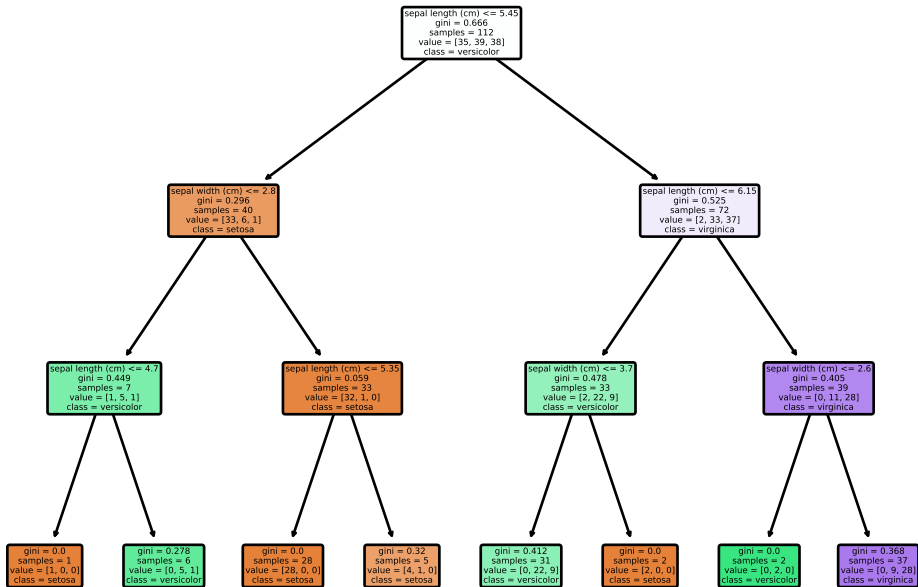 sepal length (cm) <= 5.45
gini = 0.666
samples = 112
value = [35, 39, 38]
class = versicolor
sepal width (cm) <= 2.8
gini = 0.296
samples = 40
value = [33, 6, 1]
class = setosa
sepal length (cm) <= 6.15
gini = 0.525
samples = 72
value = [2, 33, 37]
class = virginica
sepal length (cm) <= 4.7
gini = 0.449
samples = 7
value = [1, 5, 1]
class = versicolor
sepal length (cm) <= 5.35
gini = 0.059
samples = 33
value = [32, 1, 0]
class = setosa
sepal width (cm) <= 3.7
gini = 0.478
samples = 33
value = [2, 22, 9]
class = versicolor
sepal width (cm) <= 2.6
gini = 0.405
samples = 39
value = [0, 11, 28]
class = virginica
gini = 0.0
samples = 1
value = [1, 0, 0]
class = setosa
gini = 0.278
samples = 6
value = [0, 5, 1]
class = versicolor
gini = 0.0
samples = 28
value = [28, 0, 0]
class = setosa
gini = 0.32
samples = 5
value = [4, 1, 0]
class = setosa
gini = 0.412
samples = 31
value = [0, 22, 9]
class = versicolor
gini = 0.0
samples = 2
value = [2, 0, 0]
class = setosa
gini = 0.0
samples = 2
value = [0, 2, 0]
class = versicolor
gini = 0.368
samples = 37
value = [0, 9, 28]
class = virginica